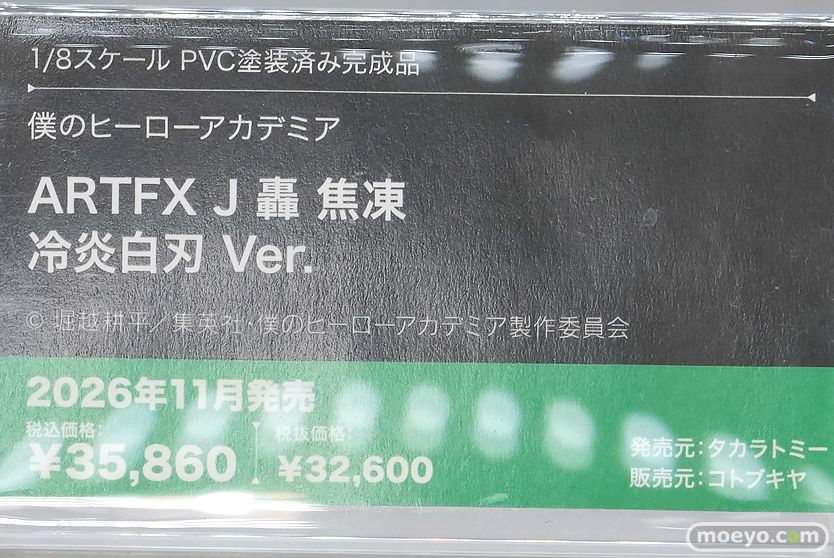 1/8スケール PVC塗装済み完成品
僕のヒーローアカデミア
ARTFX J 轟 焦凍
冷炎白刃 Ver.
© 堀越耕平／集英社・僕のヒーローアカデミア製作委員会
2026年11月発売
税込価格: 税抜価格:
¥35,860 ¥32,600
発売元：タカラトミー
販売元：コトブキヤ
moeyo.com